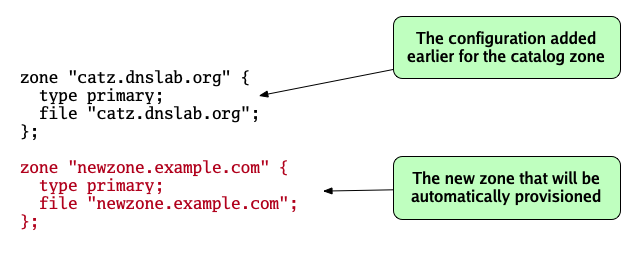 The configuration added
earlier for the catalog zone
zone "catz.dnslab.org" {
  type primary;
  file "catz.dnslab.org";
};
zone "newzone.example.com" {
  type primary;
  file "newzone.example.com";
};
The new zone that will be
automatically provisioned